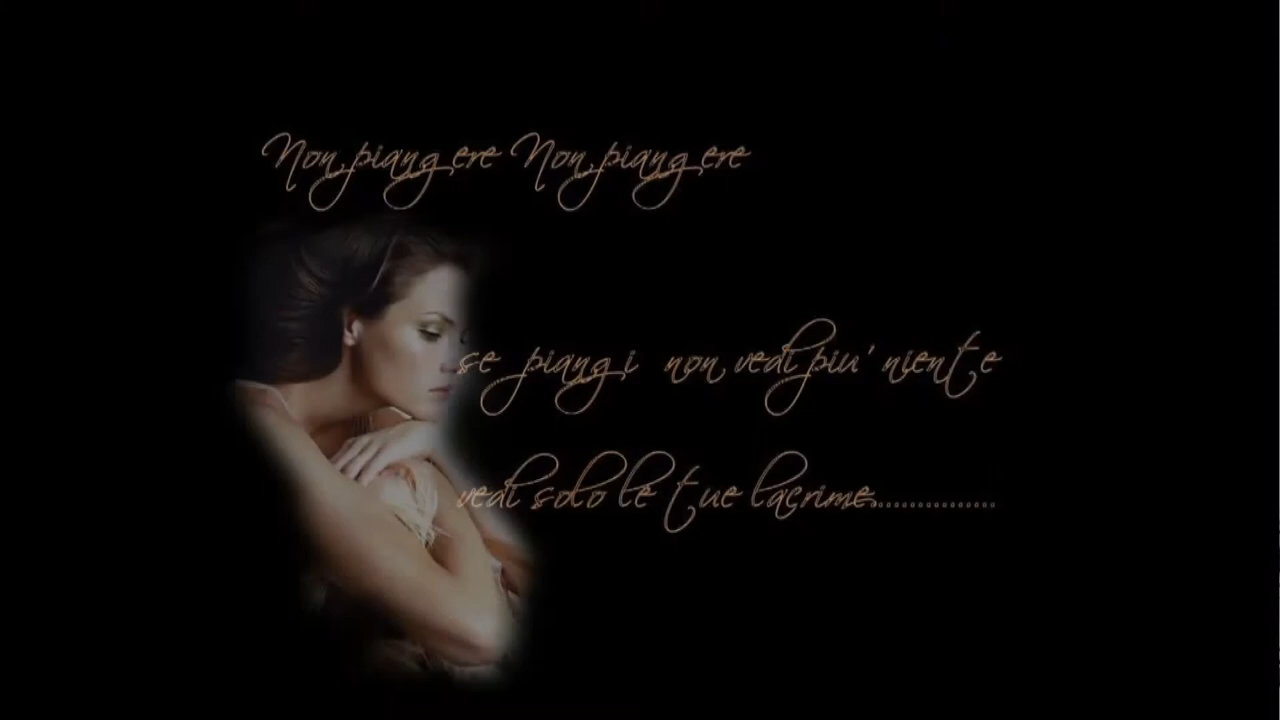 Non piangere Non piangere
se piangi non vedi piu' niente
vedi solo le tue lacrime................